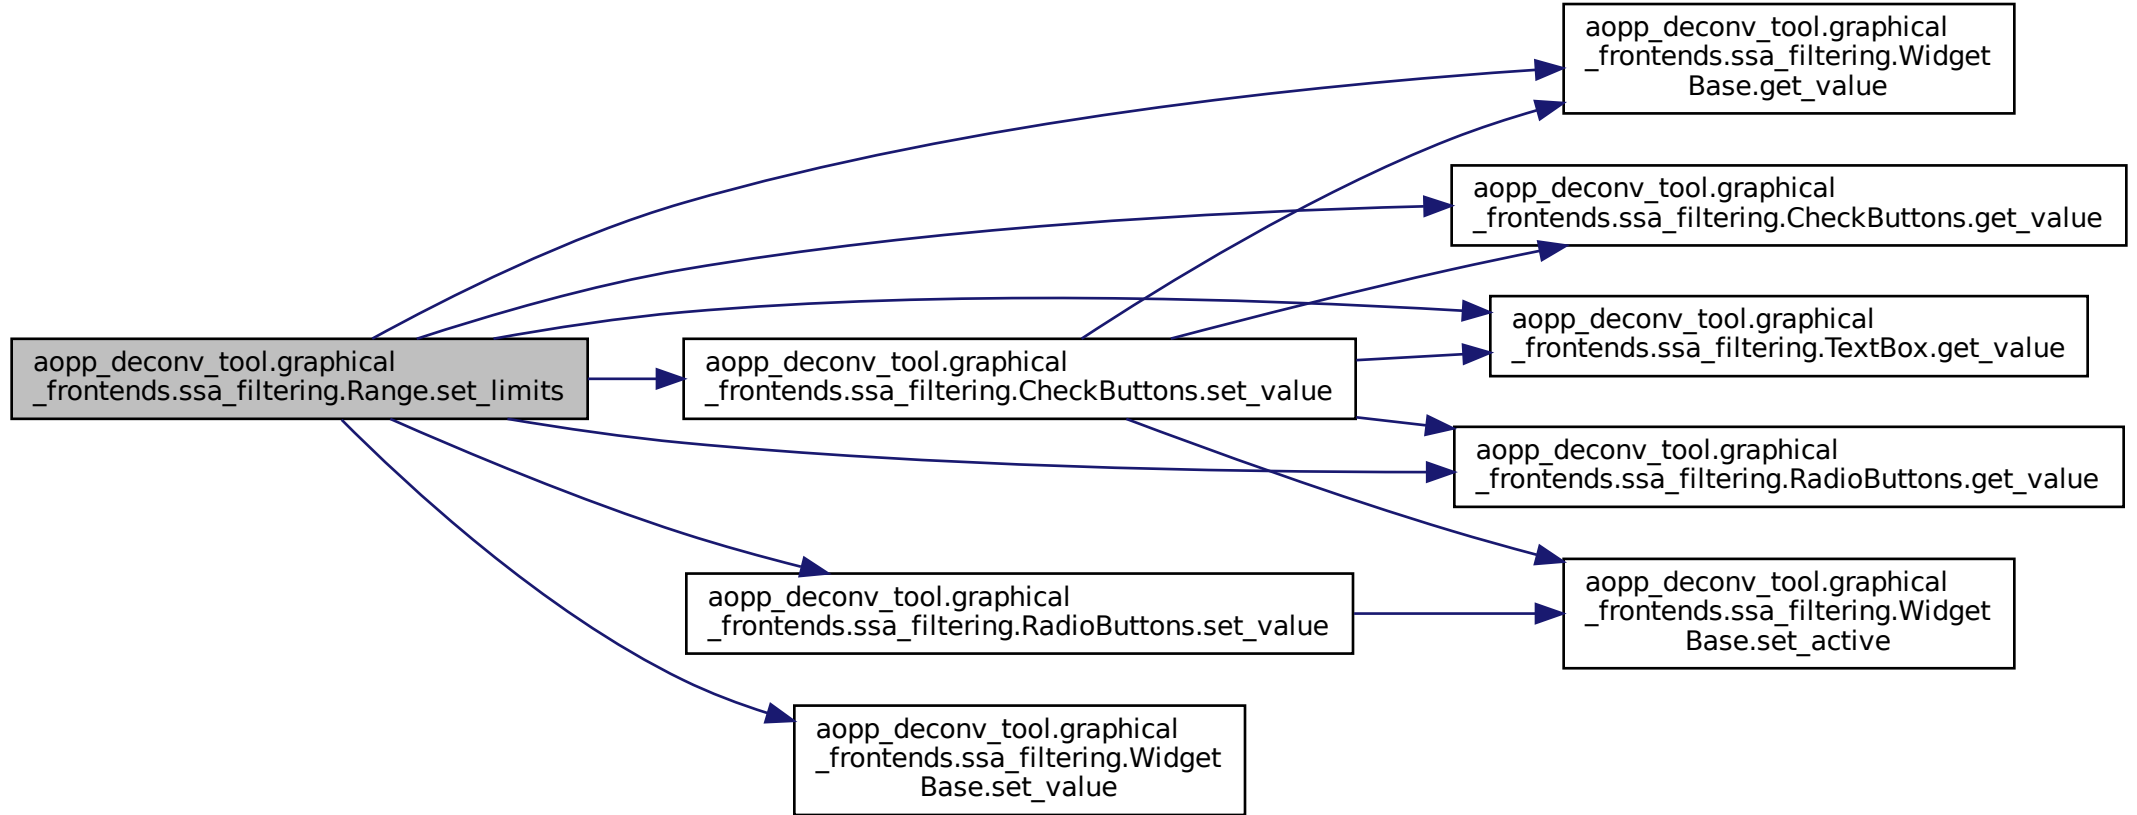 aopp_deconv_tool.graphical
_frontends.ssa_filtering.Widget
Base.get_value
aopp_deconv_tool.graphical
_frontends.ssa_filtering.CheckButtons.get_value
aopp_deconv_tool.graphical
_frontends.ssa_filtering.TextBox.get_value
aopp_deconv_tool.graphical
_frontends.ssa_filtering.Range.set_limits
aopp_deconv_tool.graphical
_frontends.ssa_filtering.CheckButtons.set_value
aopp_deconv_tool.graphical
_frontends.ssa_filtering.RadioButtons.get_value
aopp_deconv_tool.graphical
_frontends.ssa_filtering.Widget
Base.set_active
aopp_deconv_tool.graphical
_frontends.ssa_filtering.RadioButtons.set_value
aopp_deconv_tool.graphical
_frontends.ssa_filtering.Widget
Base.set_value